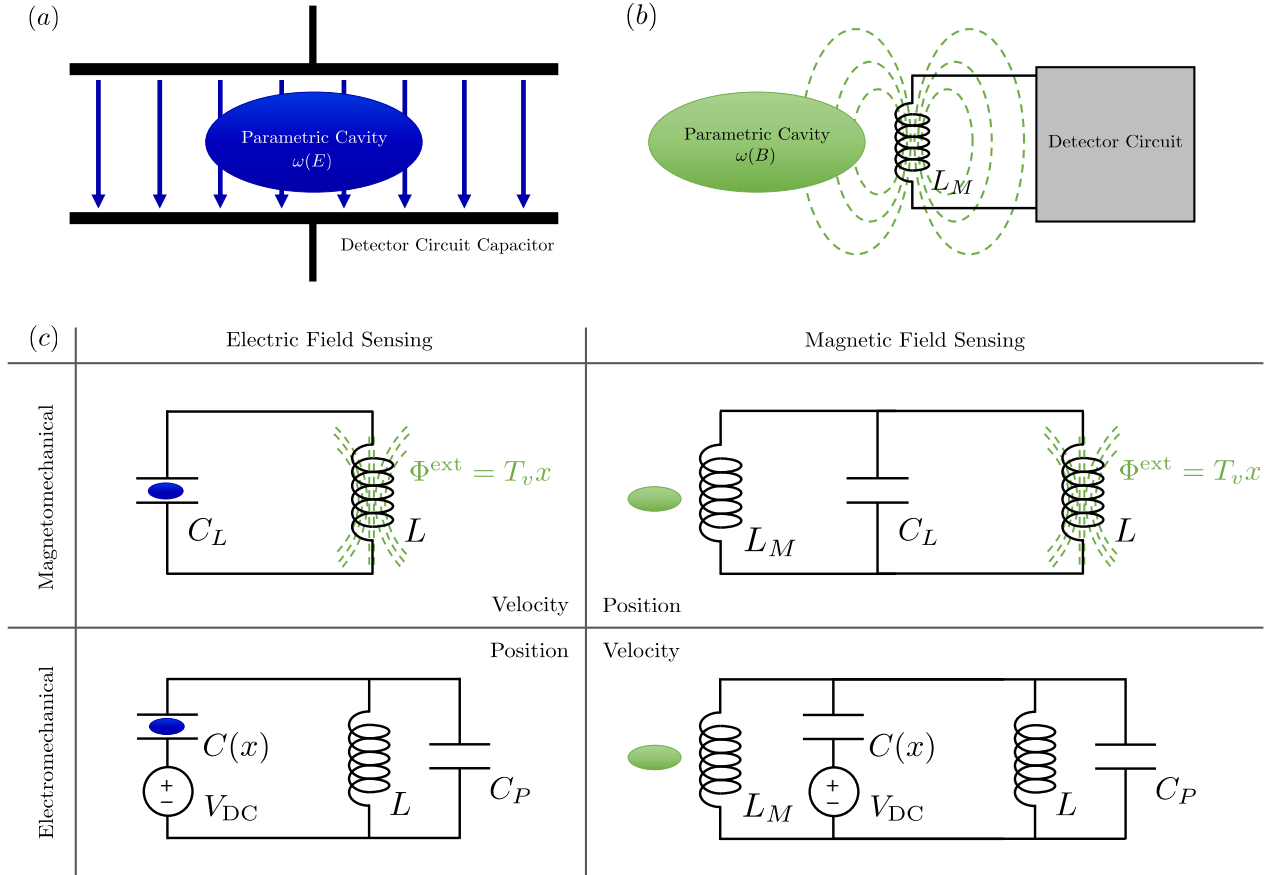 (a)
Parametric Cavity
ω(E)
Detector Circuit Capacitor
(b)
Parametric Cavity
ω(B)
L_M
Detector Circuit
(c)
Electric Field Sensing
Magnetic Field Sensing
Magnetomechanical
C_L
L
Φ^ext = T_v x
Velocity
L_M
C_L
L
Φ^ext = T_v x
Position
Electromechanical
Position
C(x)
+
−
V_DC
L
C_P
Velocity
L_M
C(x)
+
−
V_DC
L
C_P